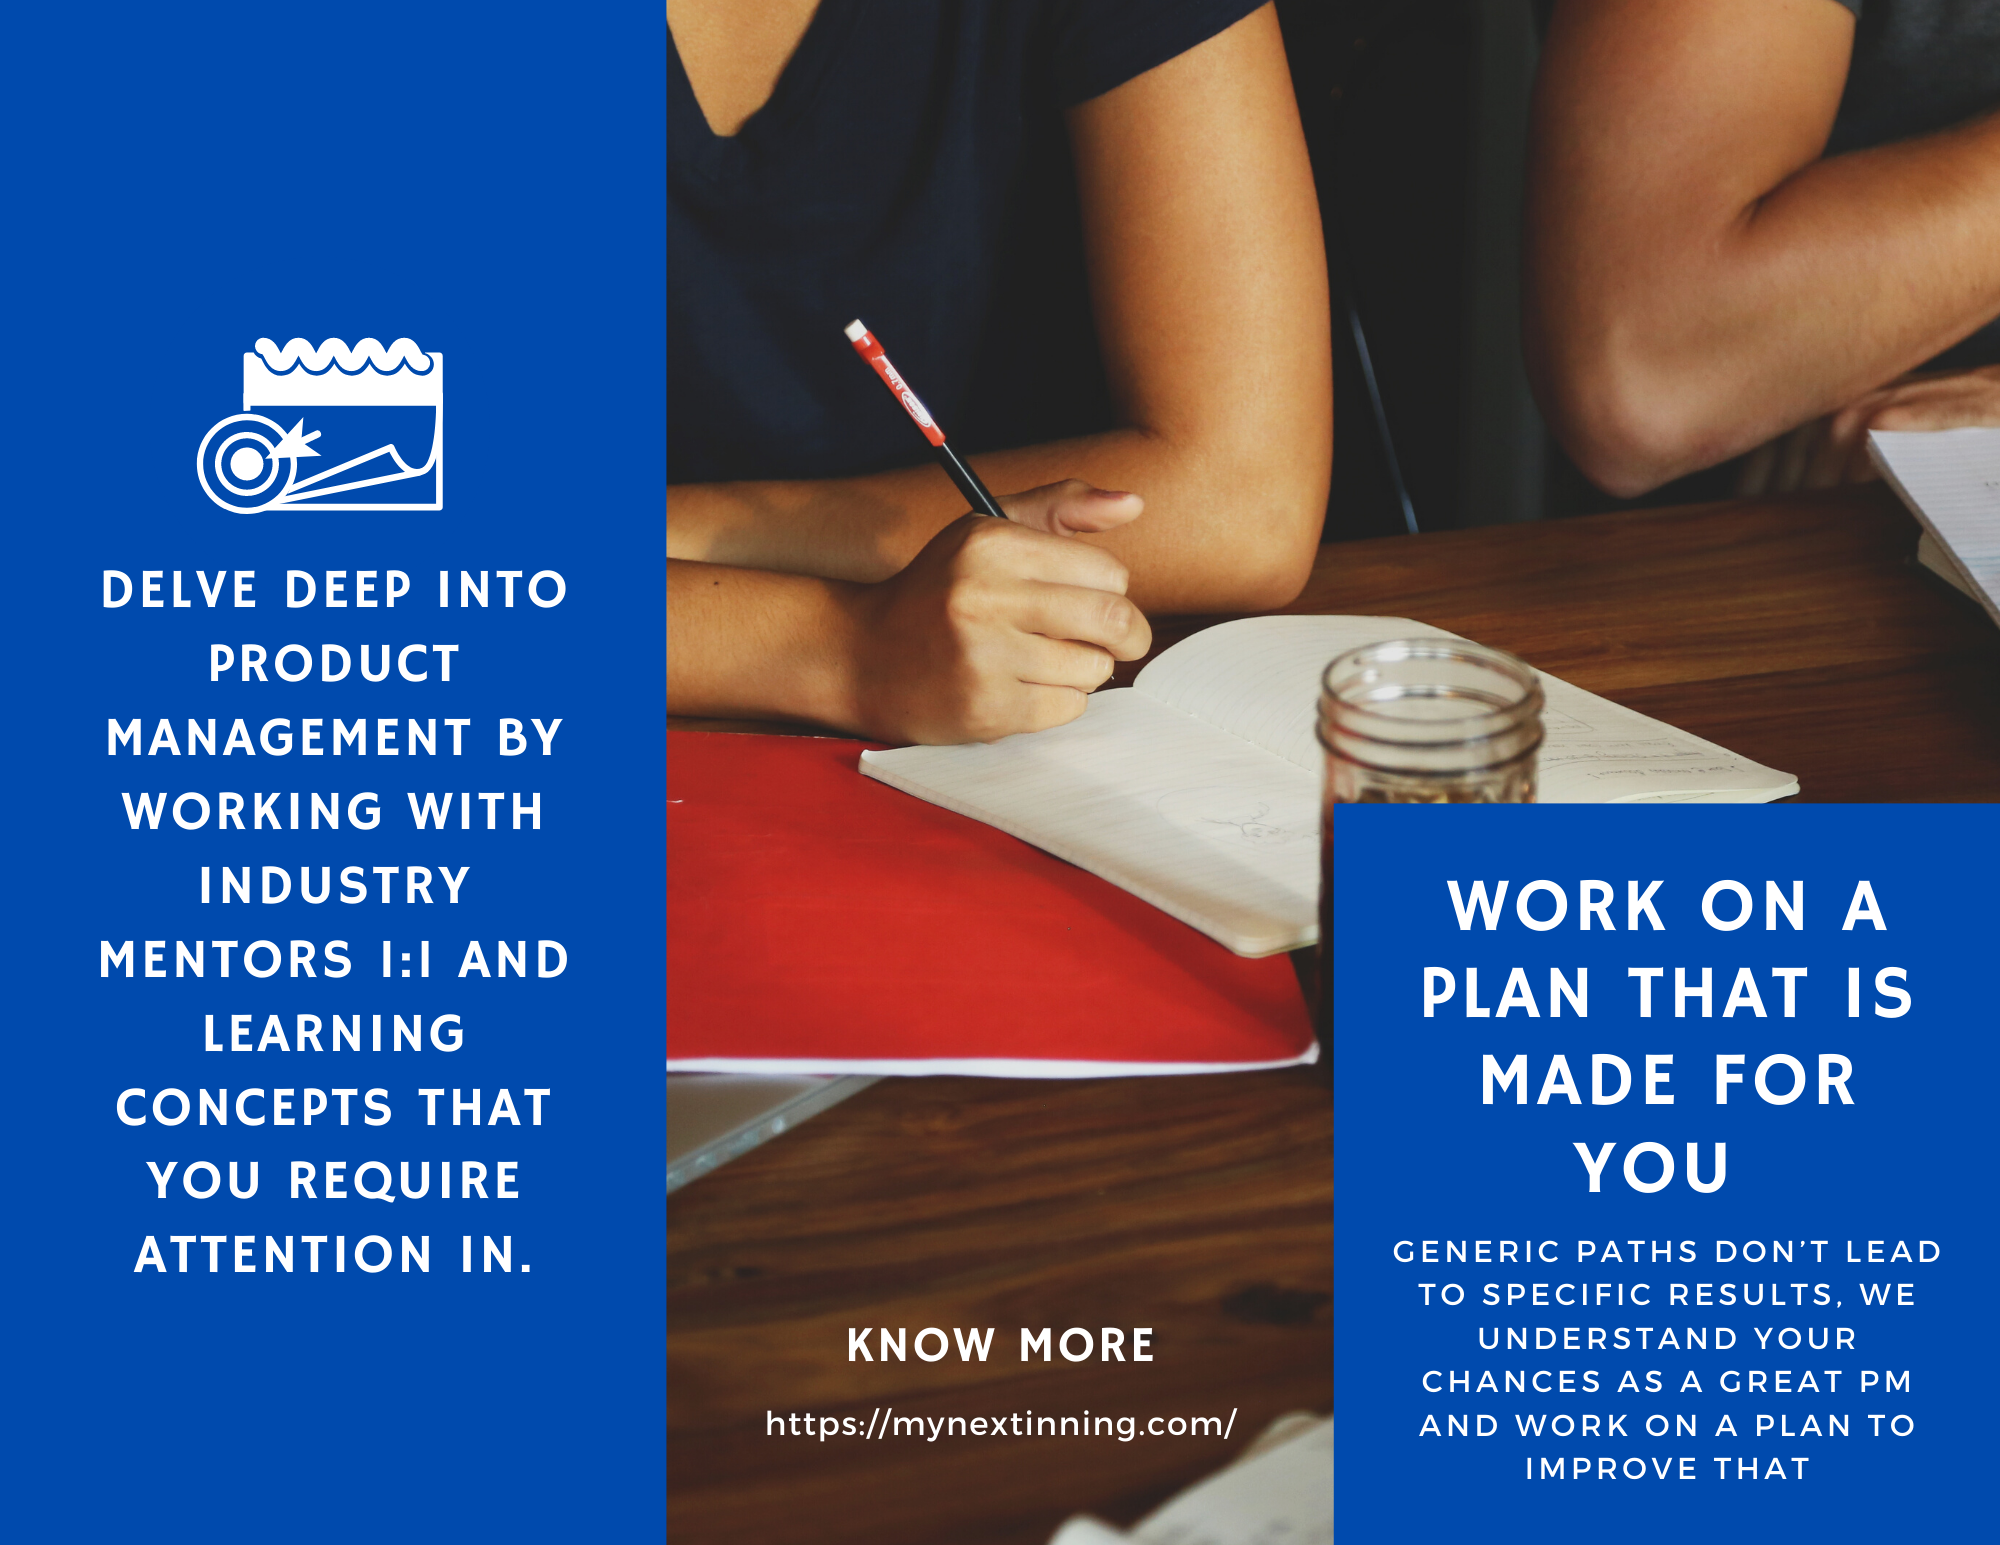 DELVE DEEP INTO
PRODUCT
MANAGEMENT BY
WORKING WITH
INDUSTRY
MENTORS 1:1 AND
LEARNING
CONCEPTS THAT
YOU REQUIRE
ATTENTION IN.
KNOW MORE
https://mynextinning.com/
WORK ON A
PLAN THAT IS
MADE FOR
YOU
GENERIC PATHS DON'T LEAD
TO SPECIFIC RESULTS, WE
UNDERSTAND YOUR
CHANCES AS A GREAT PM
AND WORK ON A PLAN TO
IMPROVE THAT